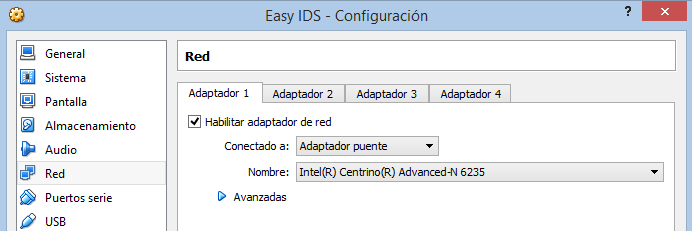 Easy IDS - Configuración
?
General
Sistema
Pantalla
Almacenamiento
Audio
Red
Puertos serie
USB
Red
Adaptador 1 Adaptador 2 Adaptador 3 Adaptador 4
Habilitar adaptador de red
Conectado a: Adaptador puente
Nombre: Intel(R) Centrino(R) Advanced-N 6235
Avanzadas